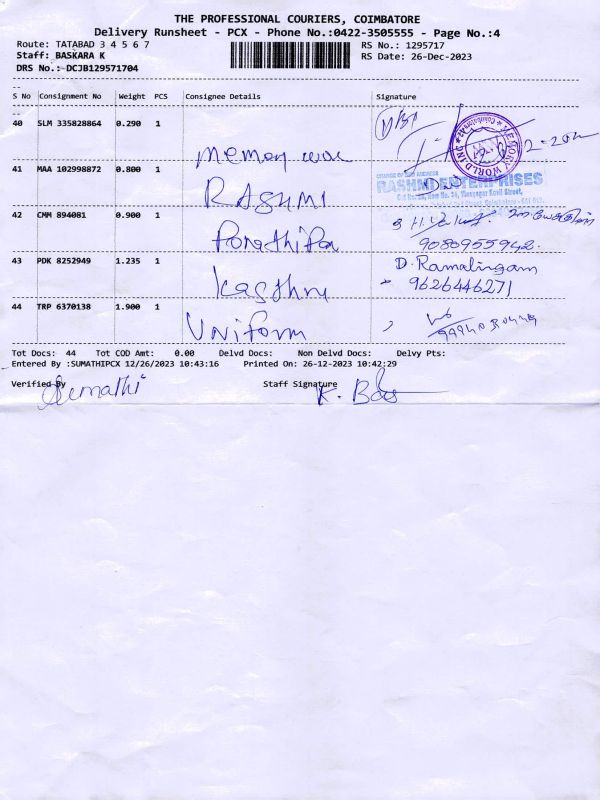 THE PROFESSIONAL COURIERS, COIMBATORE
Delivery Runsheet - PCX - Phone No.:0422-3505555 - Page No.:4
Route: TATABAD 3 4 5 6 7 RS No.: 1295717
Staff: BASKARA K RS Date: 26-Dec-2023
DRS No.: DCJB129571704
S No Consignment No Weight PCS Consignee Details Signature
40 SLM 335828864 0.290 1
MEMORY WORLD INDIA
Memory
41 MAA 102998872 0.800 1
RASHMI ENTERPRISES
RASHMI
42 CMM 894081 0.900 1
9080955942.
43 PDK 8252949 1.235 1 D. Ramalingam
9626446271
44 TRP 6370138 1.900 1
Uniform
Tot Docs: 44 Tot COD Amt: 0.00 Delvd Docs: Non Delvd Docs: Delvy Pts:
Entered By :SUMATHIPCX 12/26/2023 10:43:16 Printed On: 26-12-2023 10:42:29
Verified By Staff Signature
Sumathi K. Bas